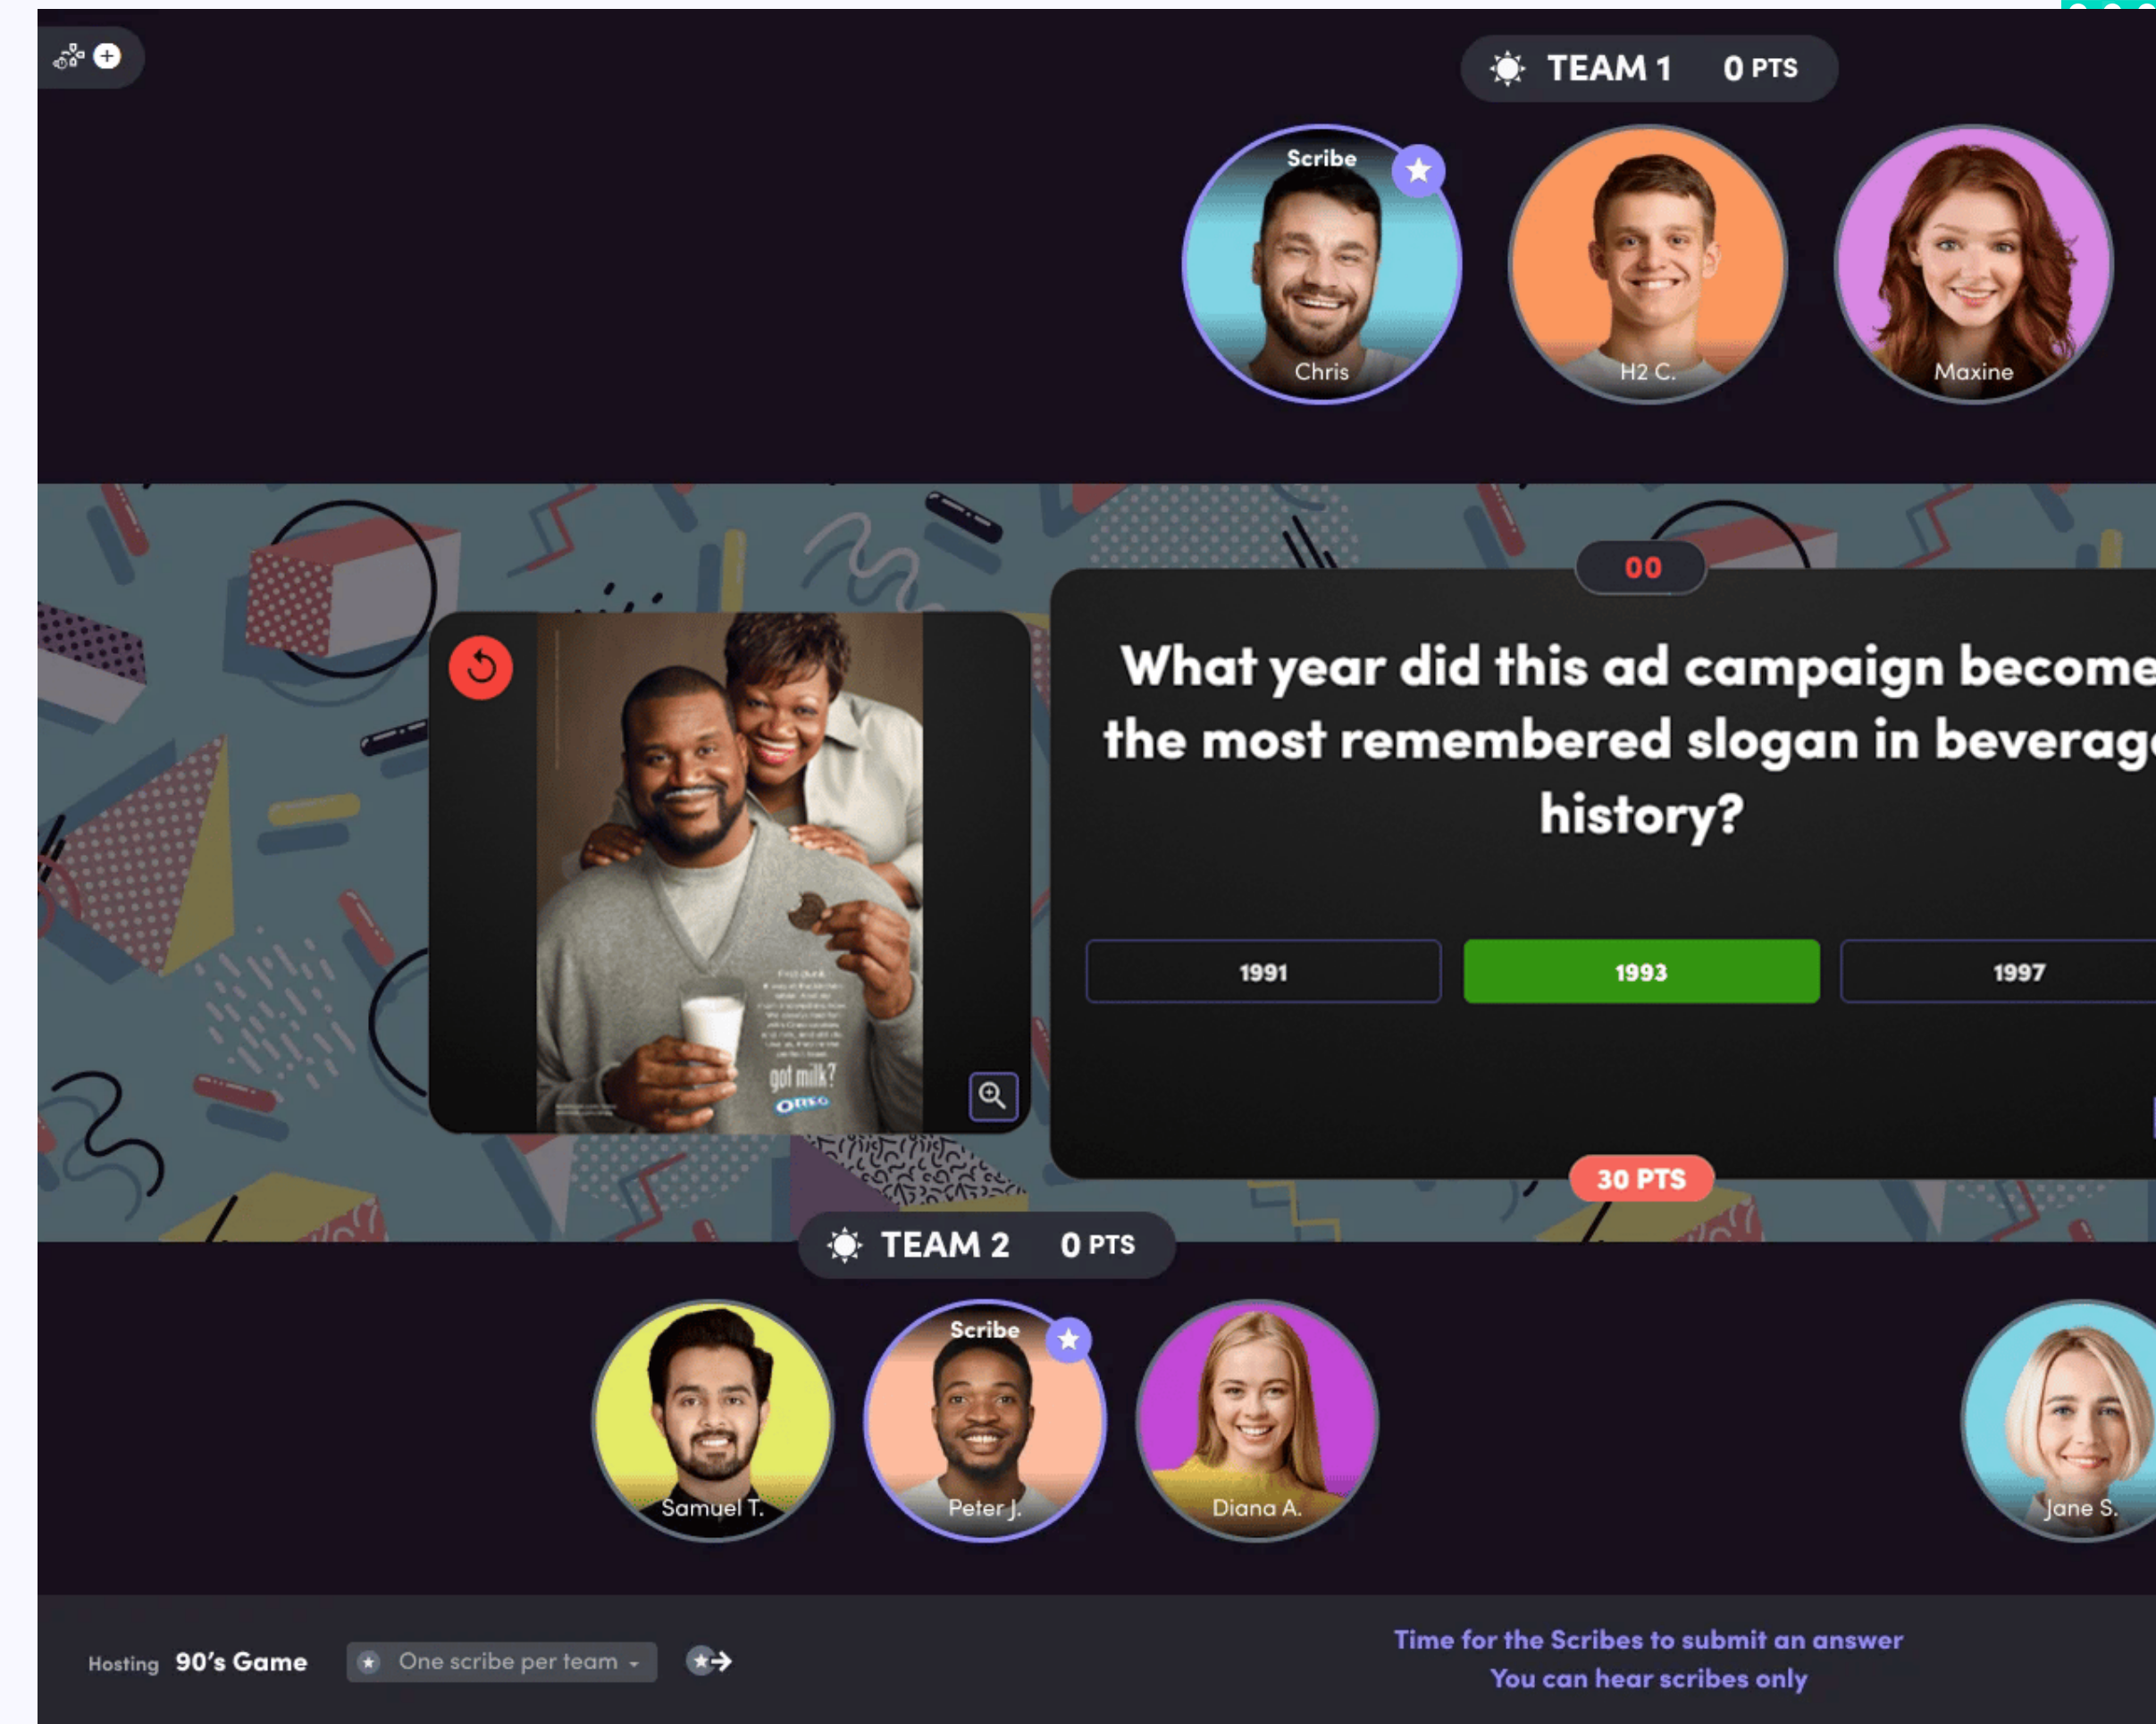 TEAM 1 0 PTS
Scribe
Chris
H2 C.
Maxine
00
What year did this ad campaign become
the most remembered slogan in beverage
history?
1991
1993
1997
got milk?
OREO
30 PTS
TEAM 2 0 PTS
Samuel T.
Scribe
Peter J.
Diana A.
Jane S.
Hosting 90's Game
One scribe per team
Time for the Scribes to submit an answer
You can hear scribes only